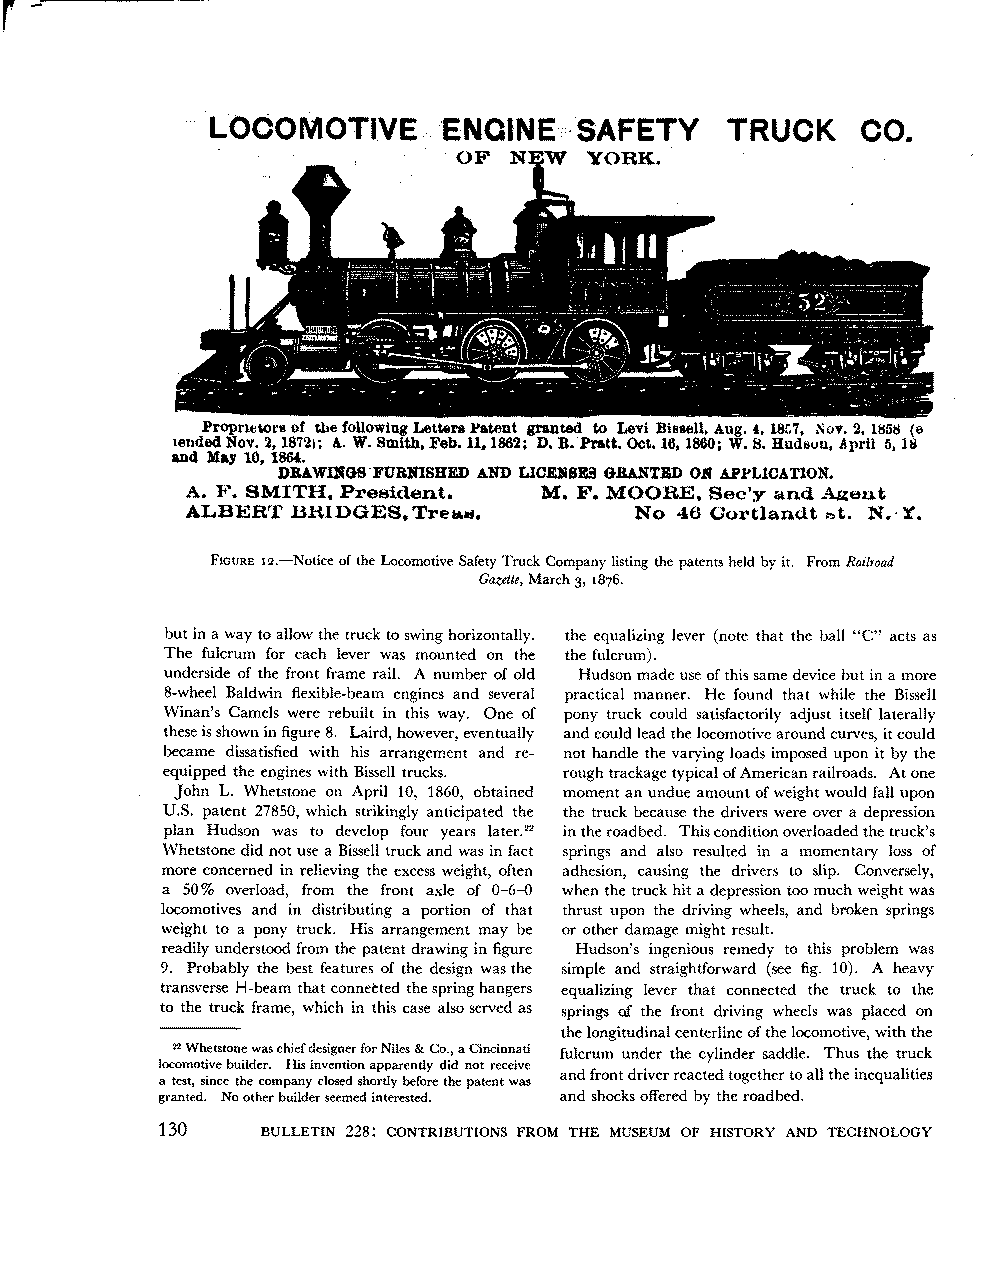 LOCOMOTIVE ENGINE SAFETY TRUCK CO.
OF NEW YORK.
52
Proprietors of the following Letters Patent granted to Levi Bissell, Aug. 4, 1857, Nov. 2, 1858 (e
tended Nov. 2, 1872); A. W. Smith, Feb. 11, 1862; D. B. Pratt, Oct. 16, 1860; W. S. Hudson, April 5, 18
and May 10, 1864.
DRAWINGS FURNISHED AND LICENSES GRANTED ON APPLICATION.
A. F. SMITH, President.
M. F. MOORE, Sec'y and Agent
ALBERT BRIDGES, Treas.
No 46 Cortlandt st. N. Y.
FIGURE 12.—Notice of the Locomotive Safety Truck Company listing the patents held by it. From Railroad
Gazette, March 3, 1876.
but in a way to allow the truck to swing horizontally.
The fulcrum for each lever was mounted on the
underside of the front frame rail. A number of old
8-wheel Baldwin flexible-beam engines and several
Winan's Camels were rebuilt in this way. One of
these is shown in figure 8. Laird, however, eventually
became dissatisfied with his arrangement and re-
equipped the engines with Bissell trucks.
John L. Whetstone on April 10, 1860, obtained
U.S. patent 27850, which strikingly anticipated the
plan Hudson was to develop four years later.22
Whetstone did not use a Bissell truck and was in fact
more concerned in relieving the excess weight, often
a 50% overload, from the front axle of 0–6–0
locomotives and in distributing a portion of that
weight to a pony truck. His arrangement may be
readily understood from the patent drawing in figure
9. Probably the best features of the design was the
transverse H-beam that connected the spring hangers
to the truck frame, which in this case also served as
22 Whetstone was chief designer for Niles & Co., a Cincinnati
locomotive builder. His invention apparently did not receive
a test, since the company closed shortly before the patent was
granted. No other builder seemed interested.
the equalizing lever (note that the ball "C" acts as
the fulcrum).
Hudson made use of this same device but in a more
practical manner. He found that while the Bissell
pony truck could satisfactorily adjust itself laterally
and could lead the locomotive around curves, it could
not handle the varying loads imposed upon it by the
rough trackage typical of American railroads. At one
moment an undue amount of weight would fall upon
the truck because the drivers were over a depression
in the roadbed. This condition overloaded the truck's
springs and also resulted in a momentary loss of
adhesion, causing the drivers to slip. Conversely,
when the truck hit a depression too much weight was
thrust upon the driving wheels, and broken springs
or other damage might result.
Hudson's ingenious remedy to this problem was
simple and straightforward (see fig. 10). A heavy
equalizing lever that connected the truck to the
springs of the front driving wheels was placed on
the longitudinal centerline of the locomotive, with the
fulcrum under the cylinder saddle. Thus the truck
and front driver reacted together to all the inequalities
and shocks offered by the roadbed.
130
BULLETIN 228: CONTRIBUTIONS FROM THE MUSEUM OF HISTORY AND TECHNOLOGY